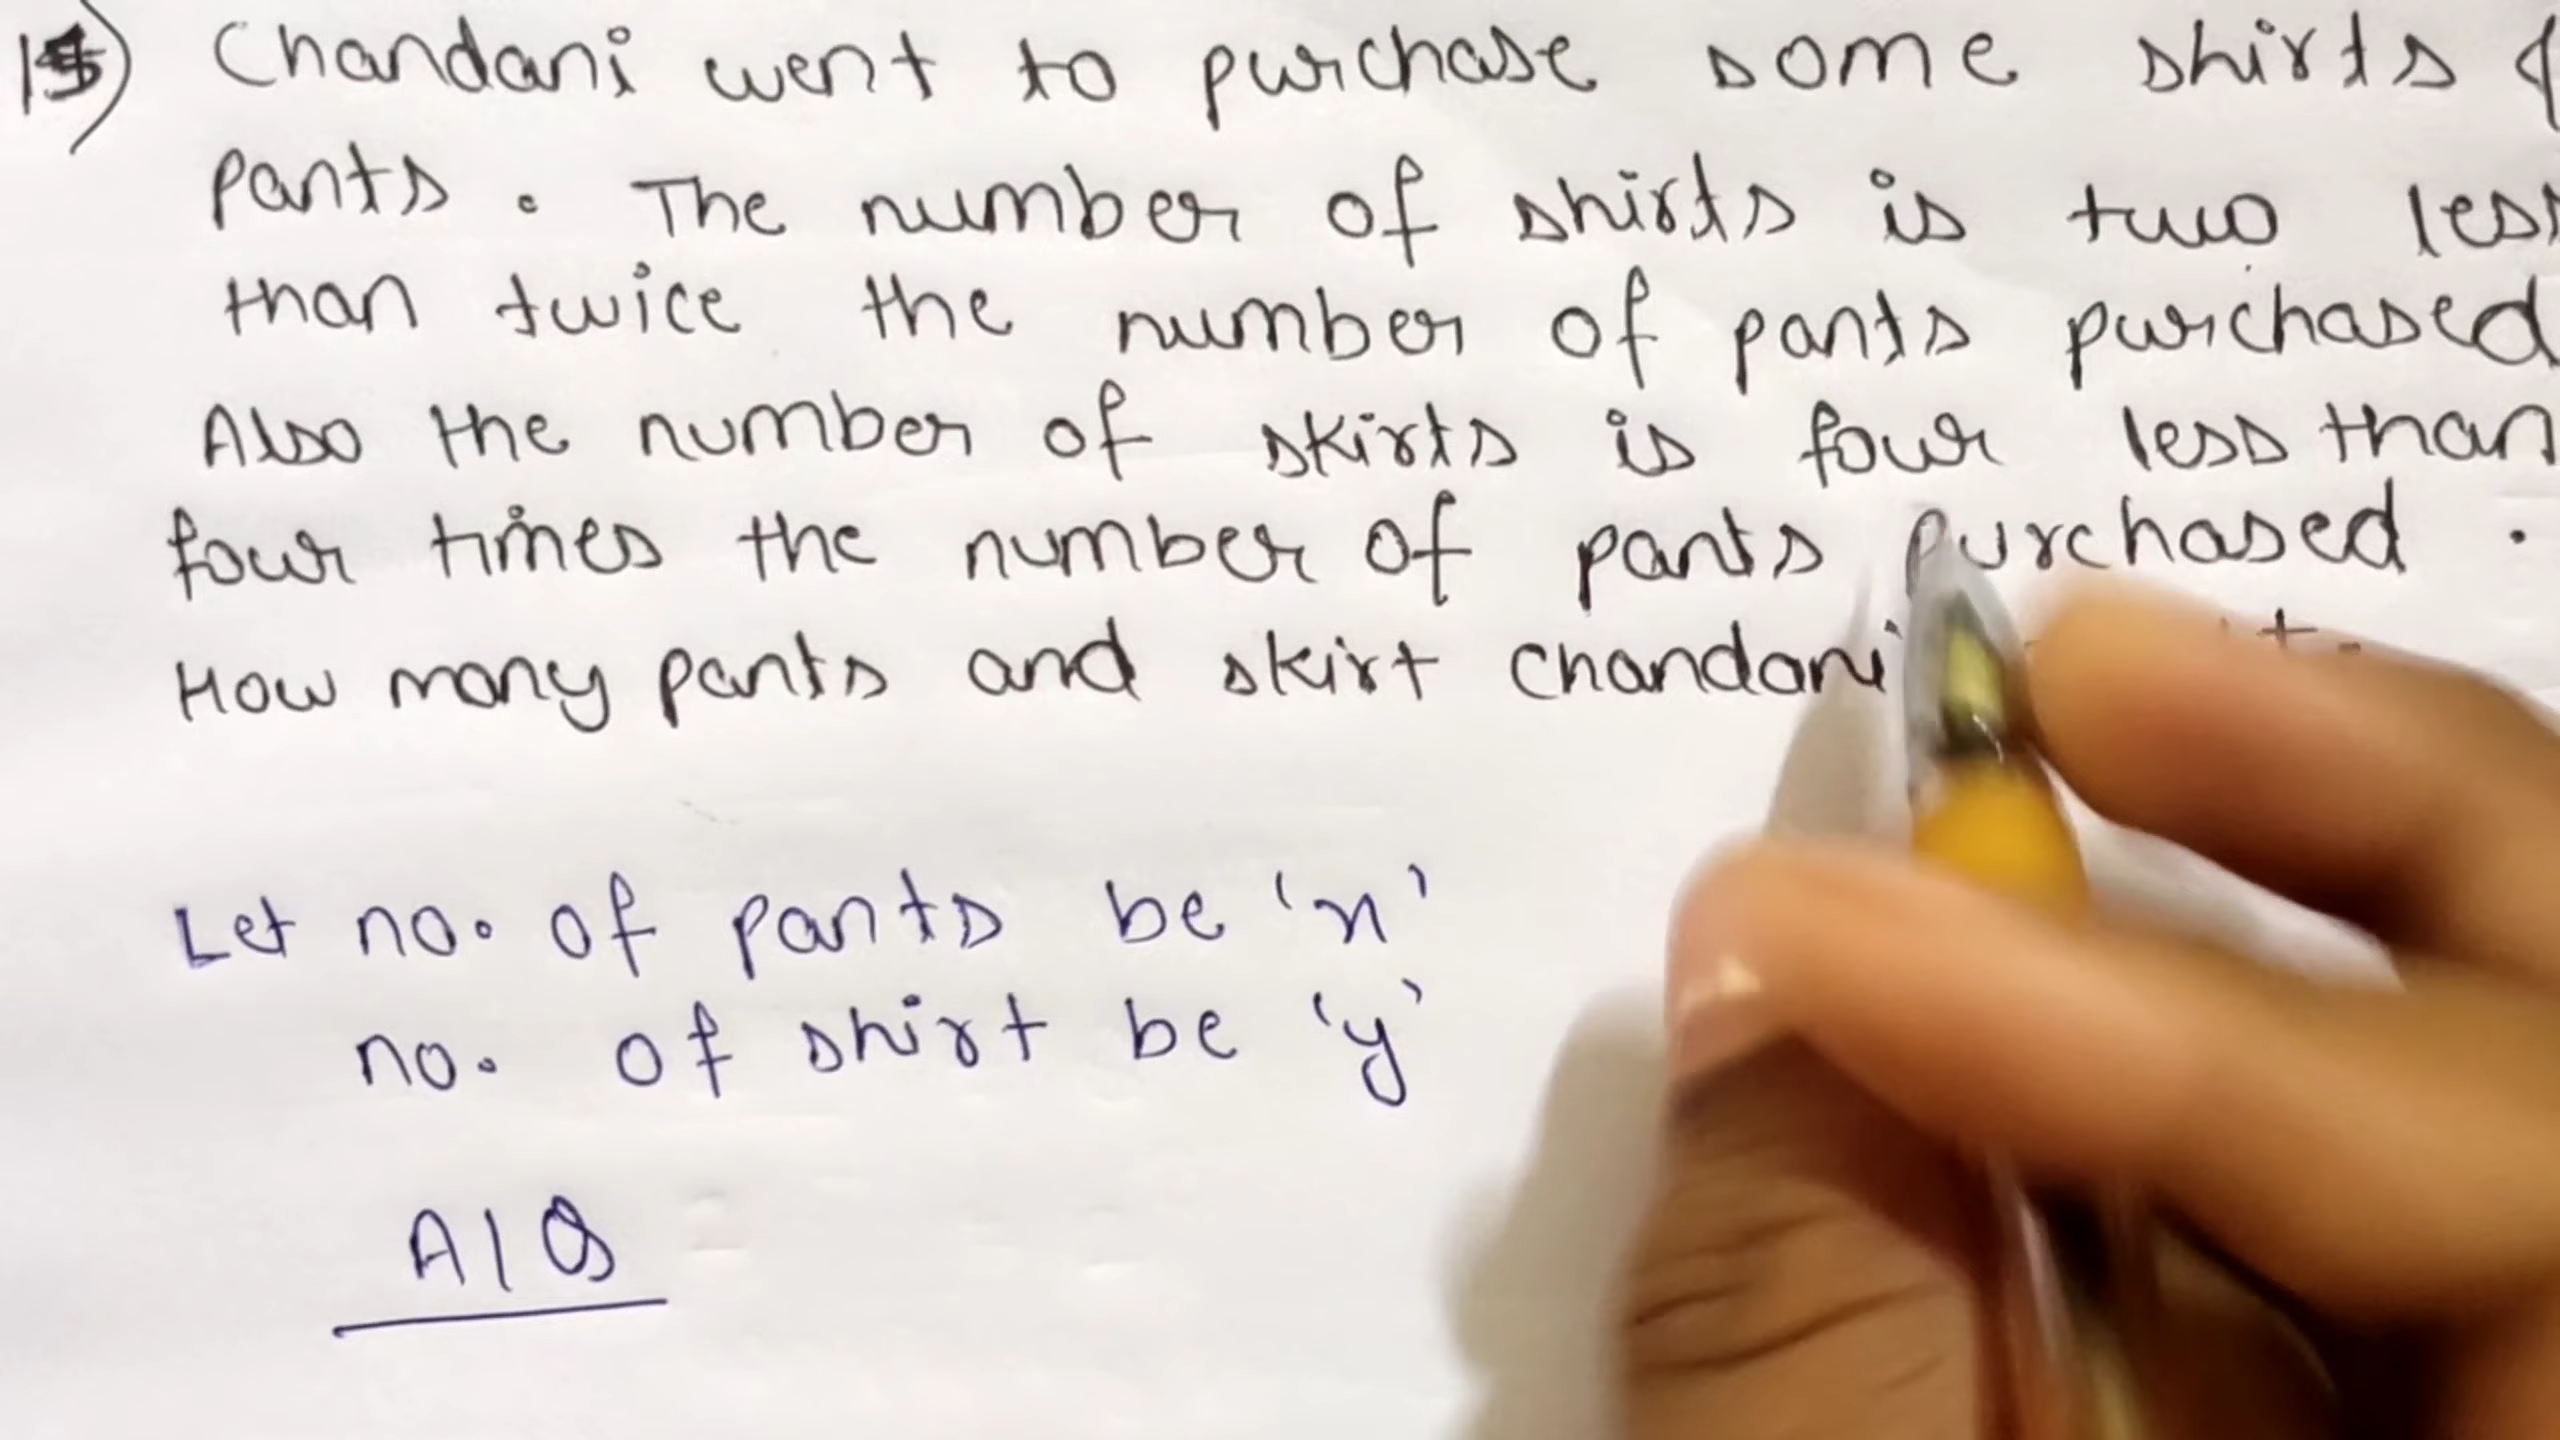 15) Chandani went to purchase some shirts &
pants. The number of shirts is two less
than twice the number of pants purchased
Also the number of skirts is four less than
four times the number of pants purchased.
How many pants and skirt Chandani
Let no. of pants be 'x'
no. of shirt be 'y'
A/Q